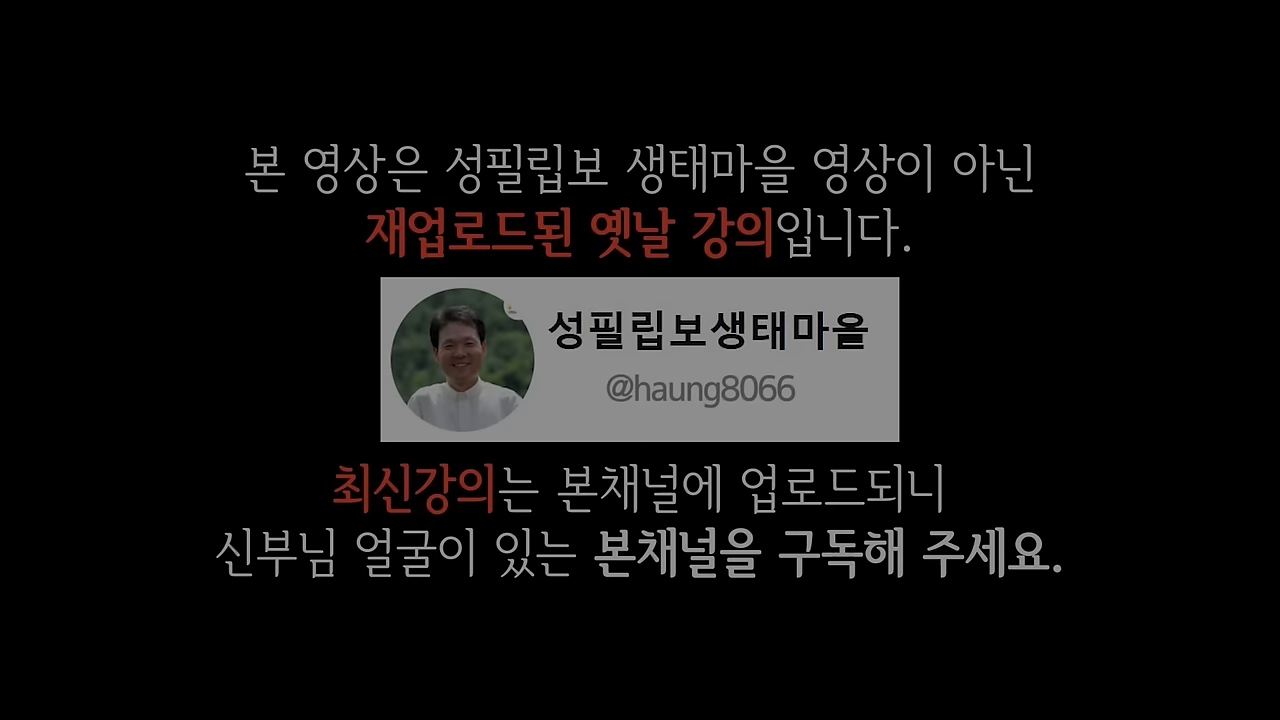 본 영상은 성필립보 생태마을 영상이 아닌
재업로드된 옛날 강의입니다.
성필립보생태마을
@haung8066
최신강의는 본채널에 업로드되니
신부님 얼굴이 있는 본채널을 구독해 주세요.